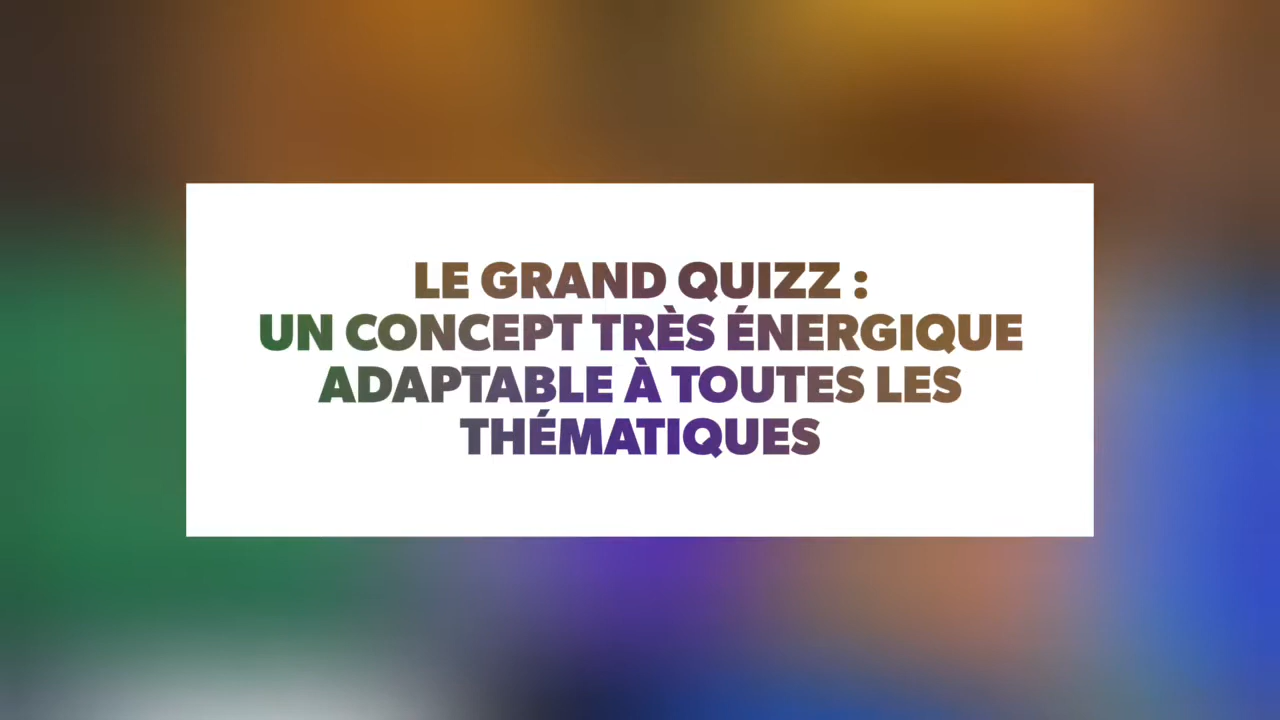 LE GRAND QUIZZ :
UN CONCEPT TRÈS ÉNERGIQUE
ADAPTABLE À TOUTES LES
THÉMATIQUES